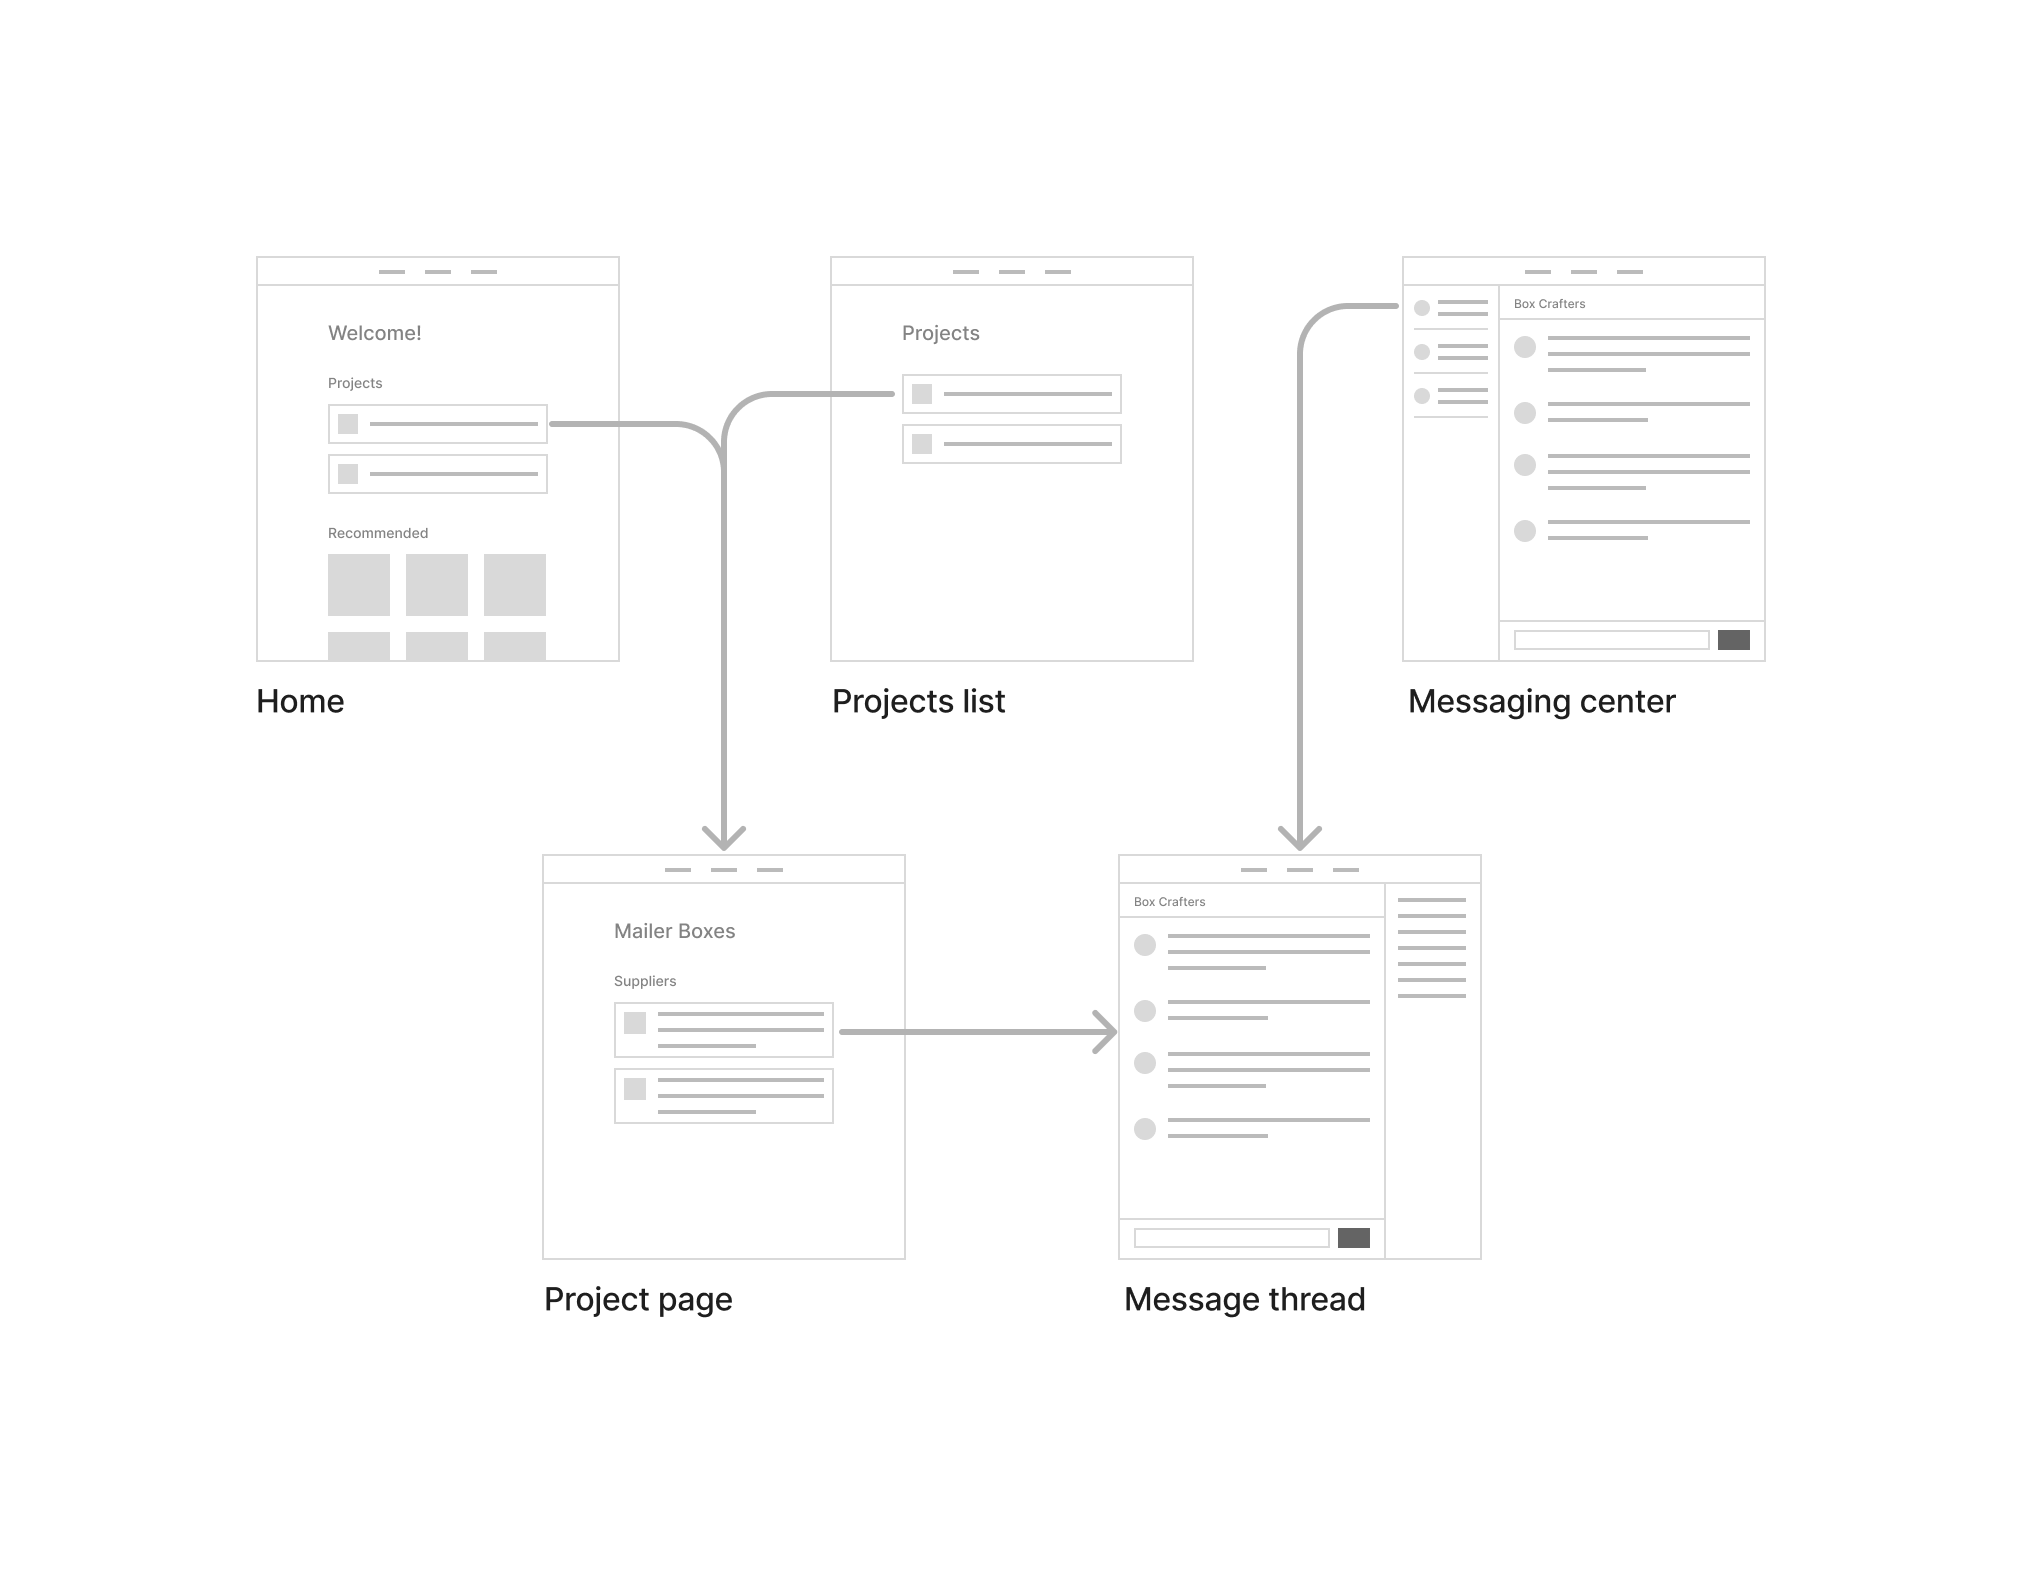 Welcome!
Projects
Recommended
Home
Projects
Projects list
Box Crafters
Messaging center
Mailer Boxes
Suppliers
Project page
Box Crafters
Message thread